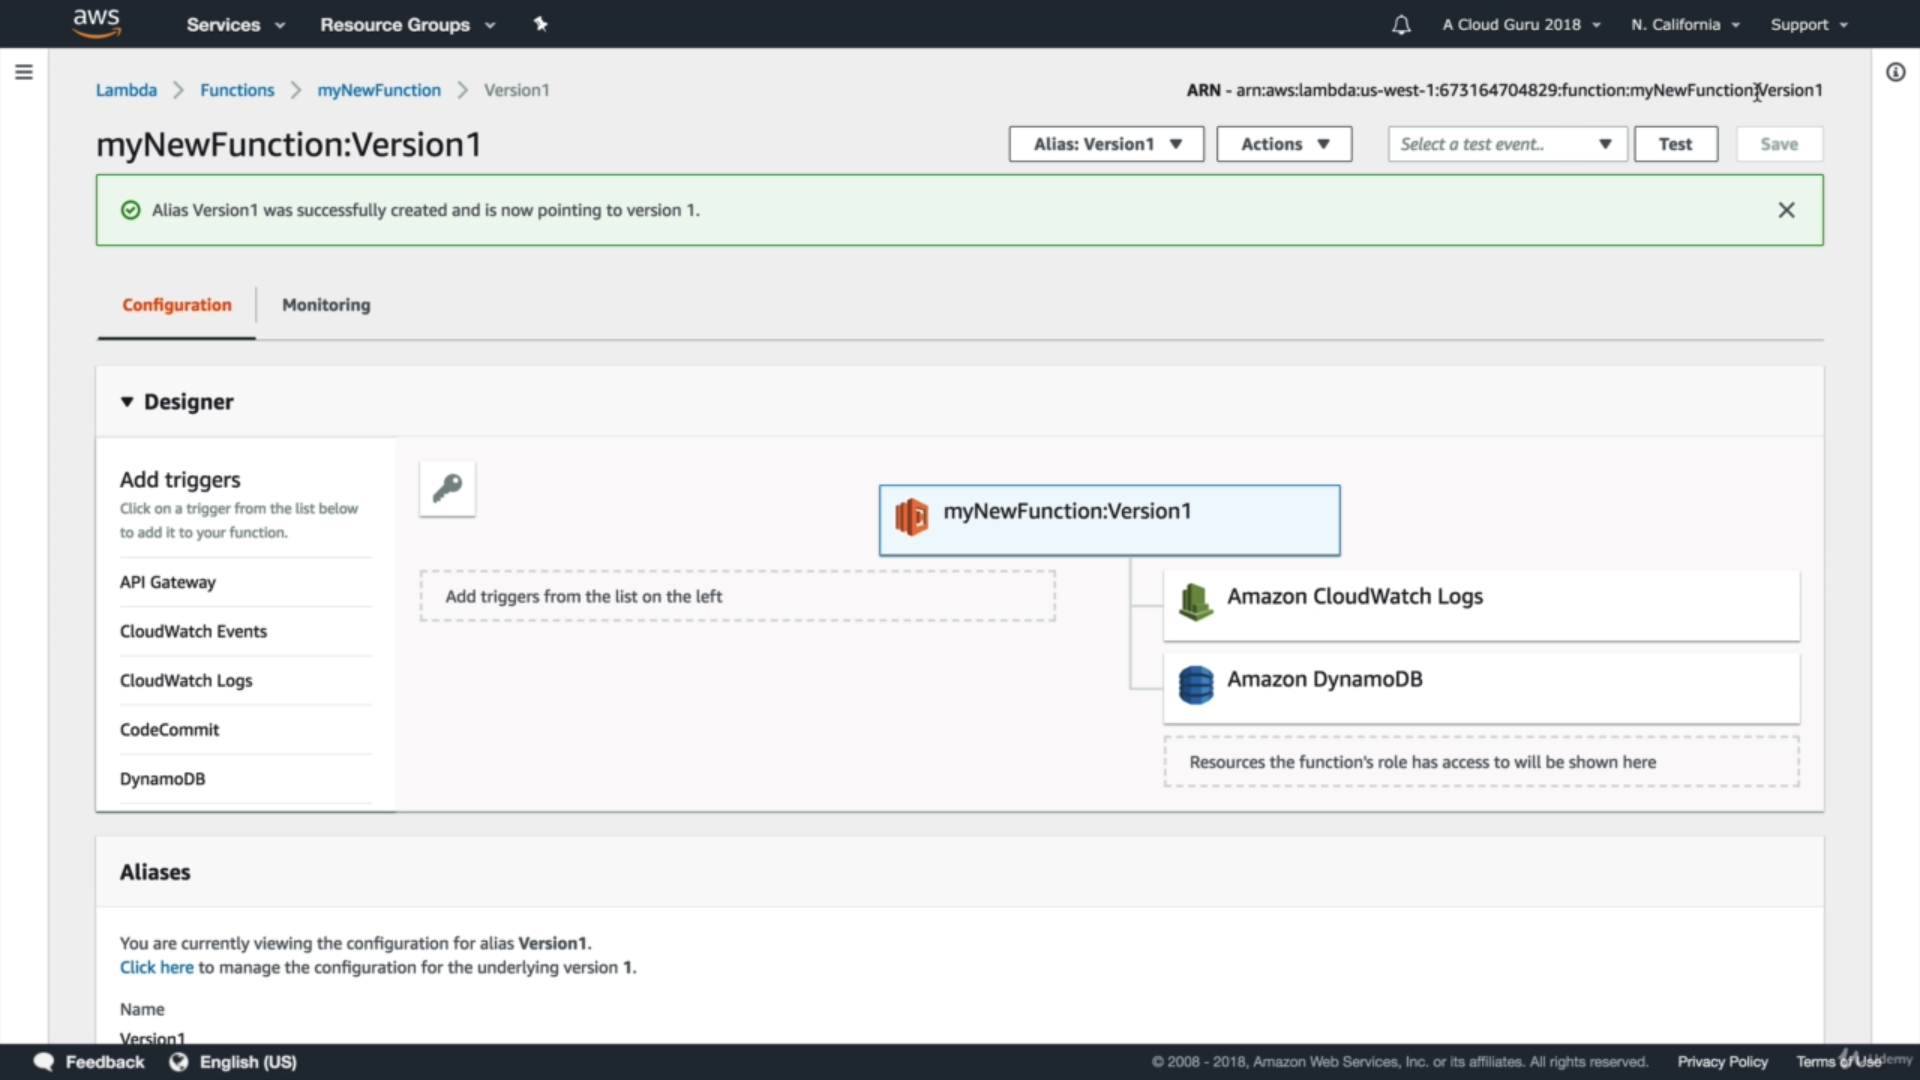 aws Services Resource Groups A Cloud Guru 2018 N. California Support
Lambda Functions myNewFunction Version1
ARN - arn:aws:lambda:us-west-1:673164704829:function:myNewFunction:Version1
myNewFunction:Version1
Alias: Version1 Actions Select a test event.. Test Save
Alias Version1 was successfully created and is now pointing to version 1.
Configuration Monitoring
Designer
Add triggers
Click on a trigger from the list below
to add it to your function.
API Gateway
CloudWatch Events
CloudWatch Logs
CodeCommit
DynamoDB
myNewFunction:Version1
Add triggers from the list on the left
Amazon CloudWatch Logs
Amazon DynamoDB
Resources the function's role has access to will be shown here
Aliases
You are currently viewing the configuration for alias Version1.
Click here to manage the configuration for the underlying version 1.
Name
Version1
Feedback English (US) © 2008 - 2018, Amazon Web Services, Inc. or its affiliates. All rights reserved. Privacy Policy Terms of Use